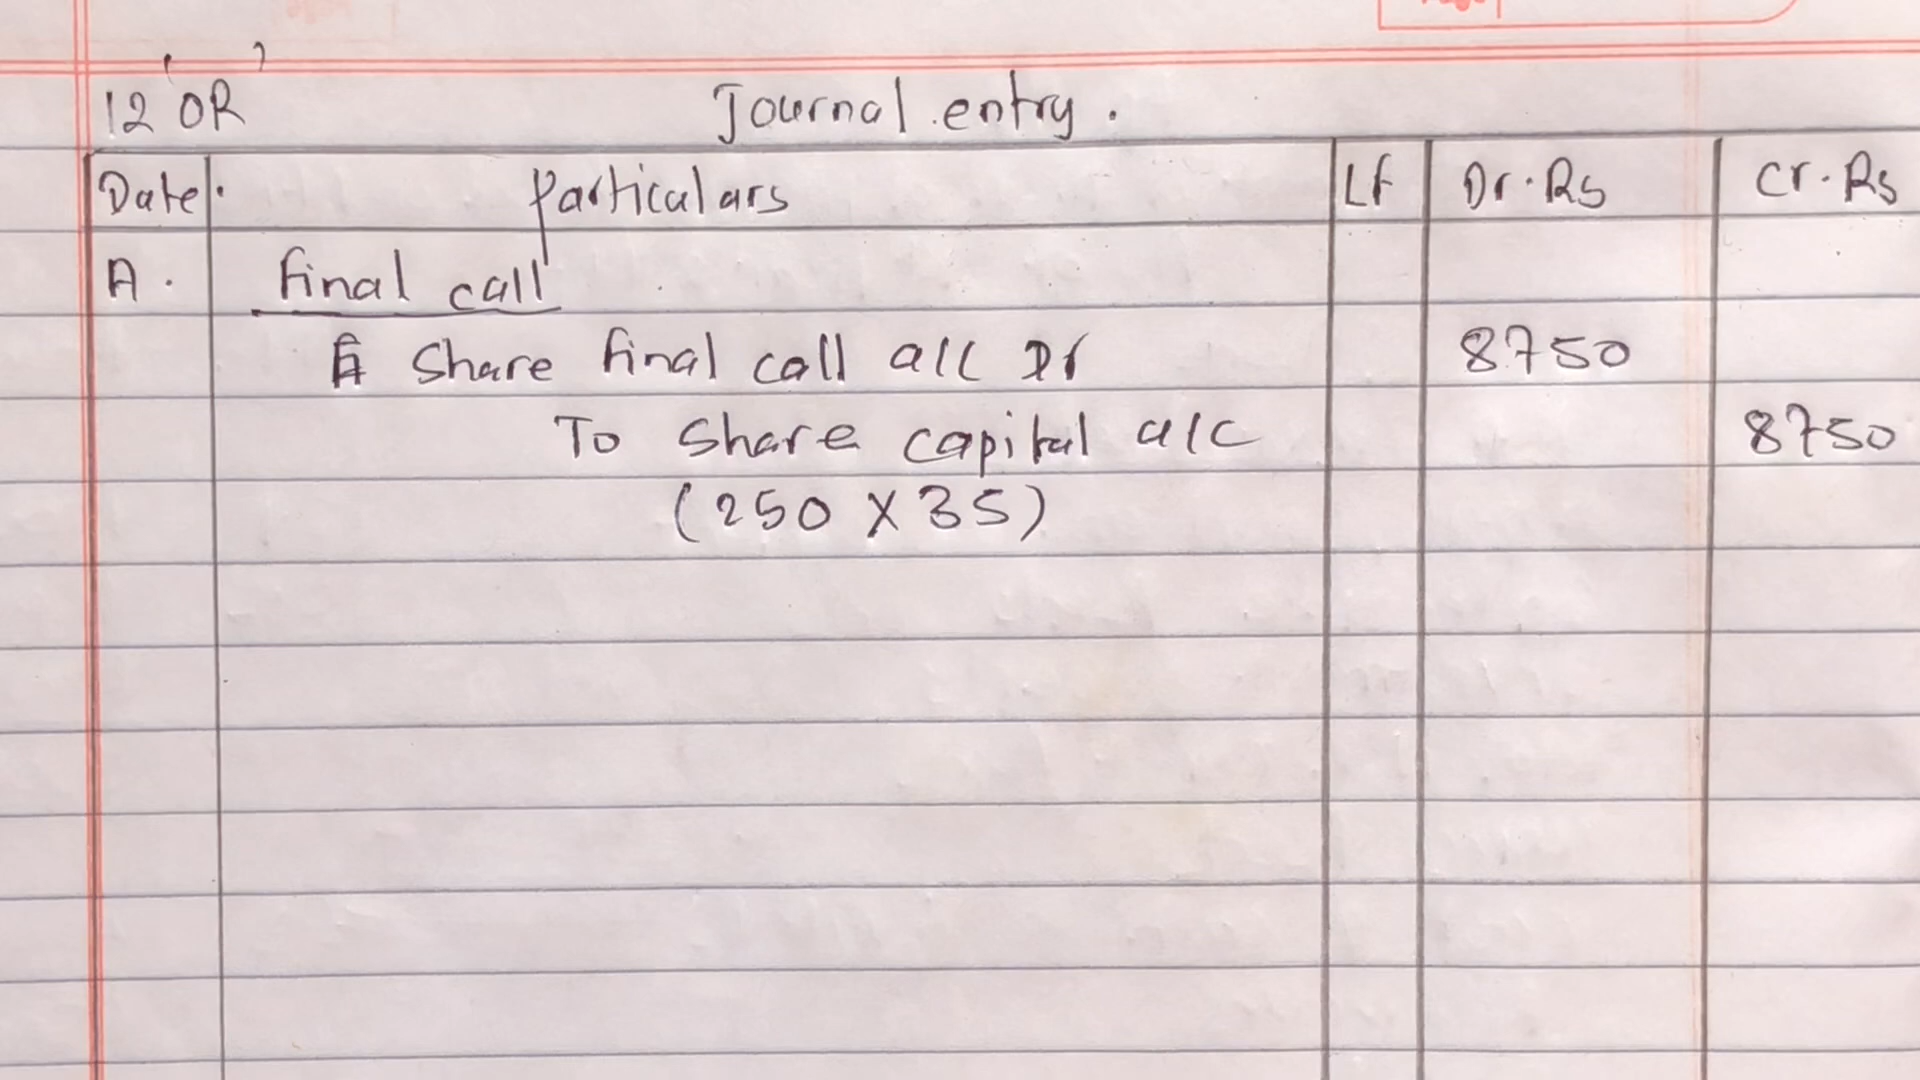 12 'OR'
Journal entry.
Date. Particulars LF Dr. Rs Cr. Rs
A. final call
Share final call a/c Dr 8750
To Share capital a/c 8750
(250 X 35)